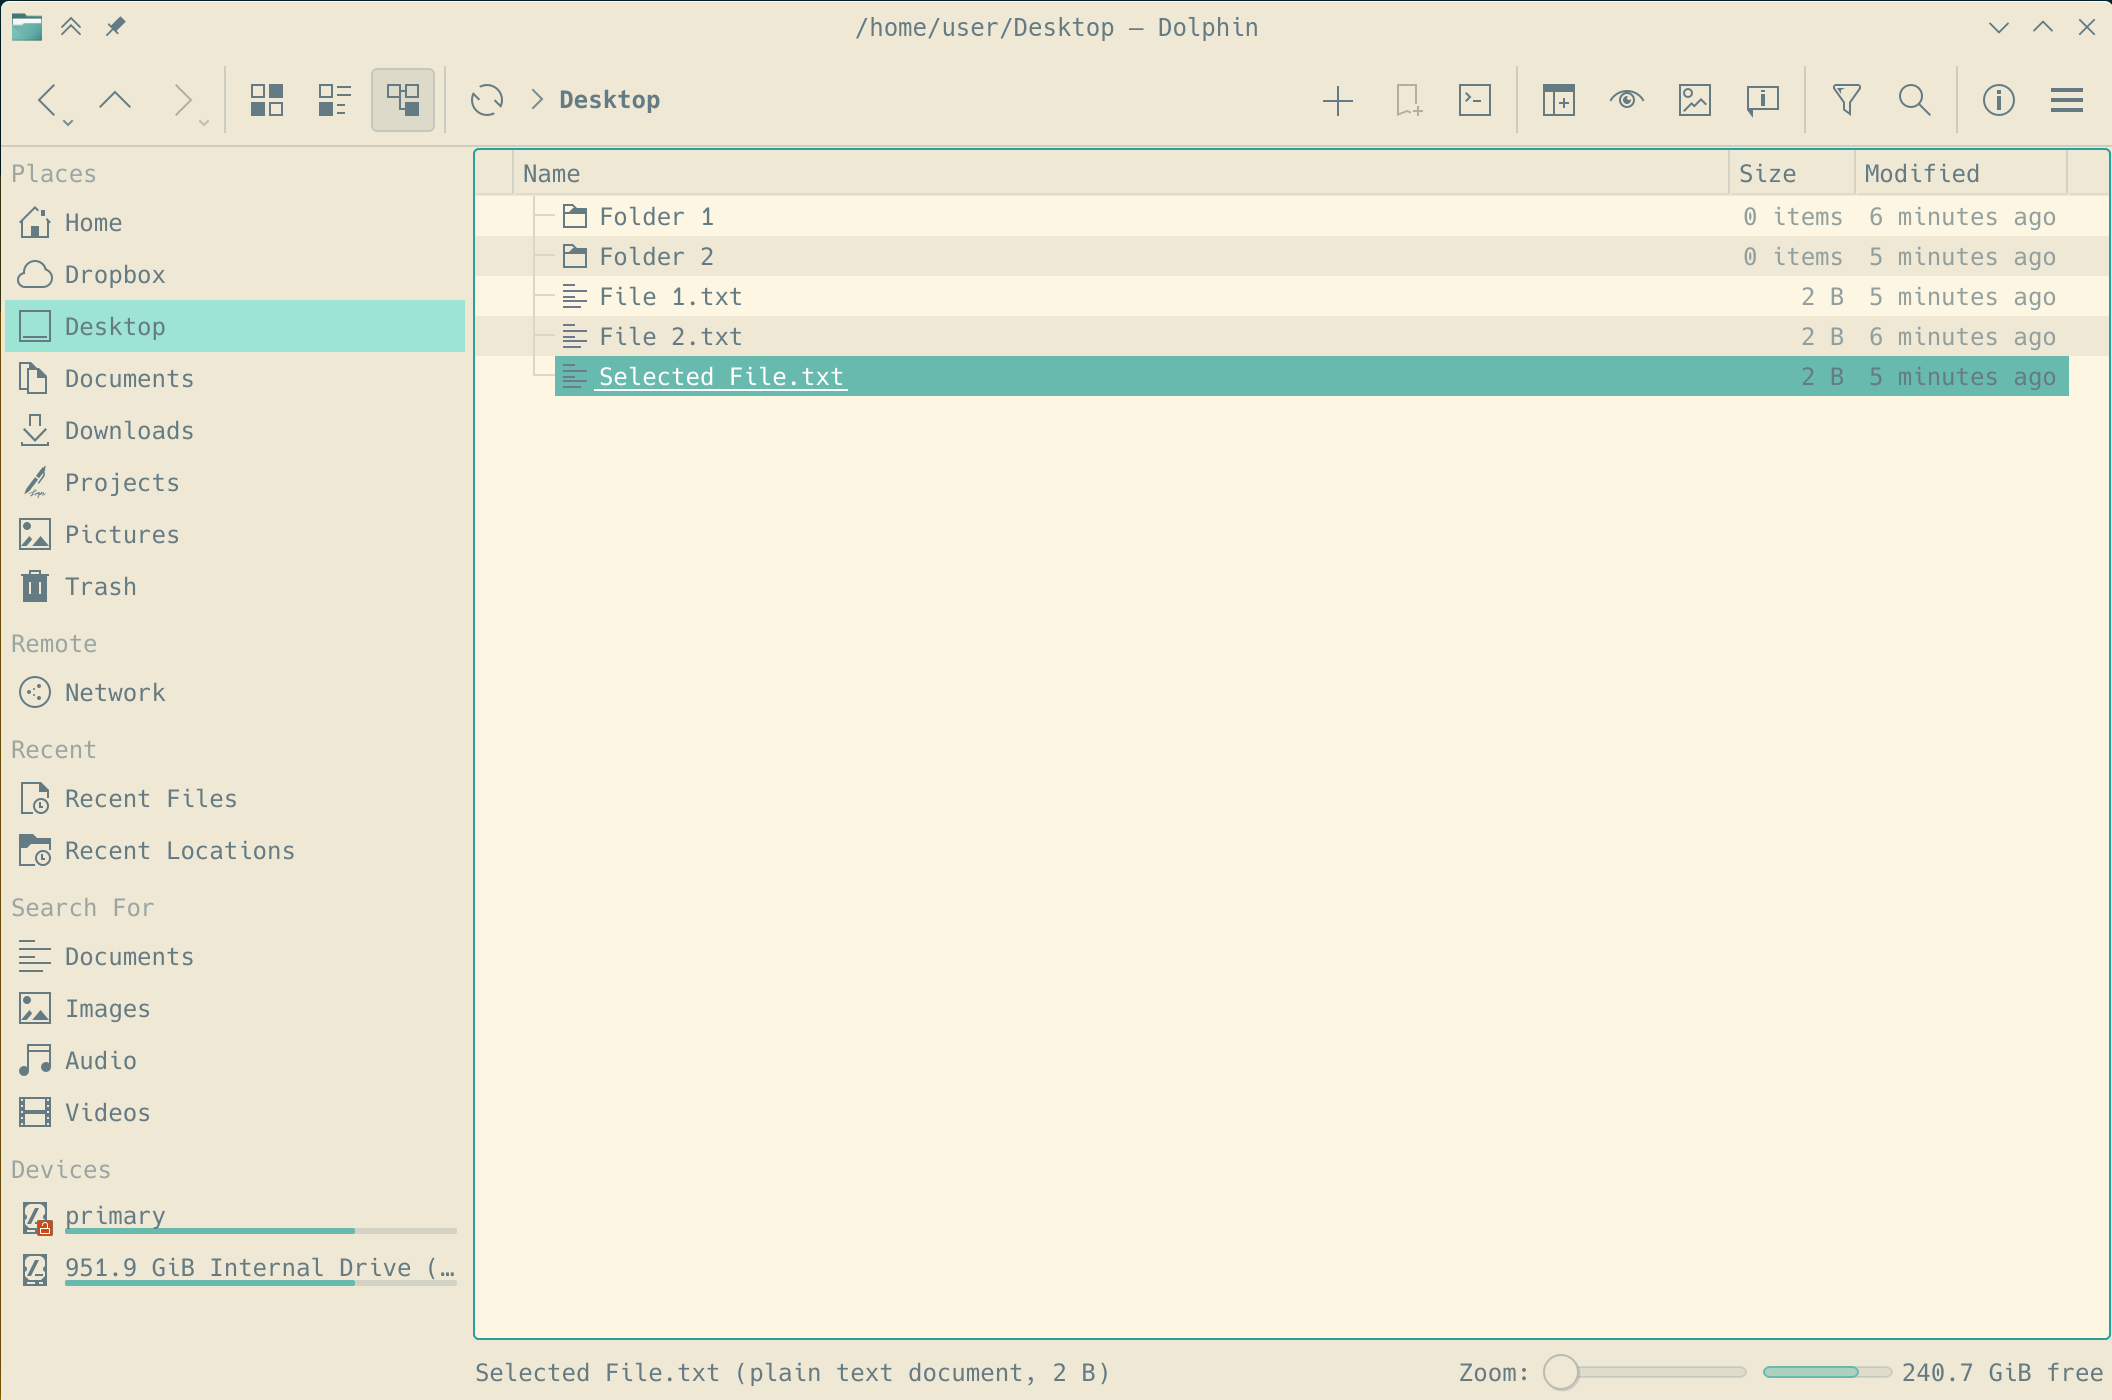 /home/user/Desktop — Dolphin
Desktop
Places
Home
Dropbox
Desktop
Documents
Downloads
Projects
Pictures
Trash
Remote
Network
Recent
Recent Files
Recent Locations
Search For
Documents
Images
Audio
Videos
Devices
primary
951.9 GiB Internal Drive (…
Name Size Modified
Folder 1 0 items 6 minutes ago
Folder 2 0 items 5 minutes ago
File 1.txt 2 B 5 minutes ago
File 2.txt 2 B 6 minutes ago
Selected File.txt 2 B 5 minutes ago
Selected File.txt (plain text document, 2 B) Zoom: 240.7 GiB free